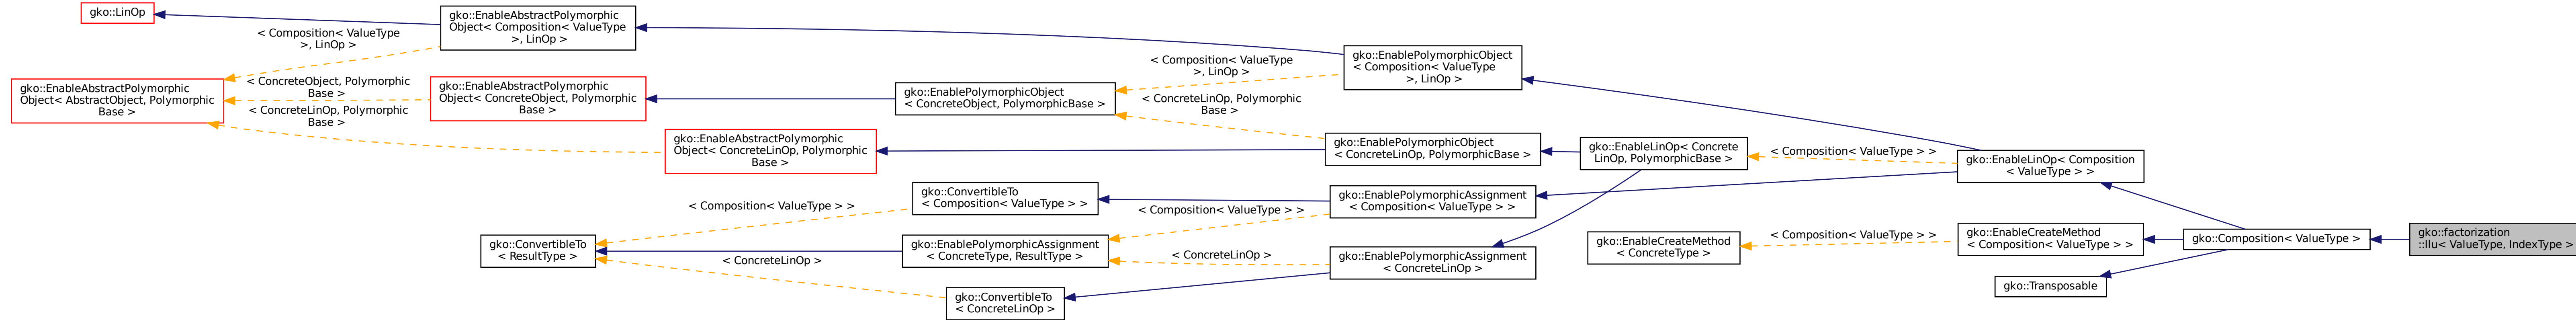 gko::LinOp
gko::EnableAbstractPolymorphic
Object< Composition< ValueType
>, LinOp >
< Composition< ValueType
>, LinOp >
gko::EnableAbstractPolymorphic
Object< AbstractObject, Polymorphic
Base >
< ConcreteObject, Polymorphic
Base >
< ConcreteLinOp, Polymorphic
Base >
gko::EnableAbstractPolymorphic
Object< ConcreteObject, Polymorphic
Base >
gko::EnableAbstractPolymorphic
Object< ConcreteLinOp, Polymorphic
Base >
gko::EnablePolymorphicObject
< ConcreteObject, PolymorphicBase >
< Composition< ValueType
>, LinOp >
< ConcreteLinOp, Polymorphic
Base >
gko::EnablePolymorphicObject
< Composition< ValueType
>, LinOp >
gko::EnablePolymorphicObject
< ConcreteLinOp, PolymorphicBase >
gko::EnableLinOp< Concrete
LinOp, PolymorphicBase >
< Composition< ValueType > >
gko::EnableLinOp< Composition
< ValueType > >
gko::ConvertibleTo
< Composition< ValueType > >
< Composition< ValueType > >
gko::ConvertibleTo
< ResultType >
gko::EnablePolymorphicAssignment
< ConcreteType, ResultType >
< ConcreteLinOp >
gko::ConvertibleTo
< ConcreteLinOp >
< Composition< ValueType > >
< ConcreteLinOp >
gko::EnablePolymorphicAssignment
< Composition< ValueType > >
gko::EnablePolymorphicAssignment
< ConcreteLinOp >
gko::EnableCreateMethod
< ConcreteType >
< Composition< ValueType > >
gko::EnableCreateMethod
< Composition< ValueType > >
gko::Transposable
gko::Composition< ValueType >
gko::factorization
::Ilu< ValueType, IndexType >